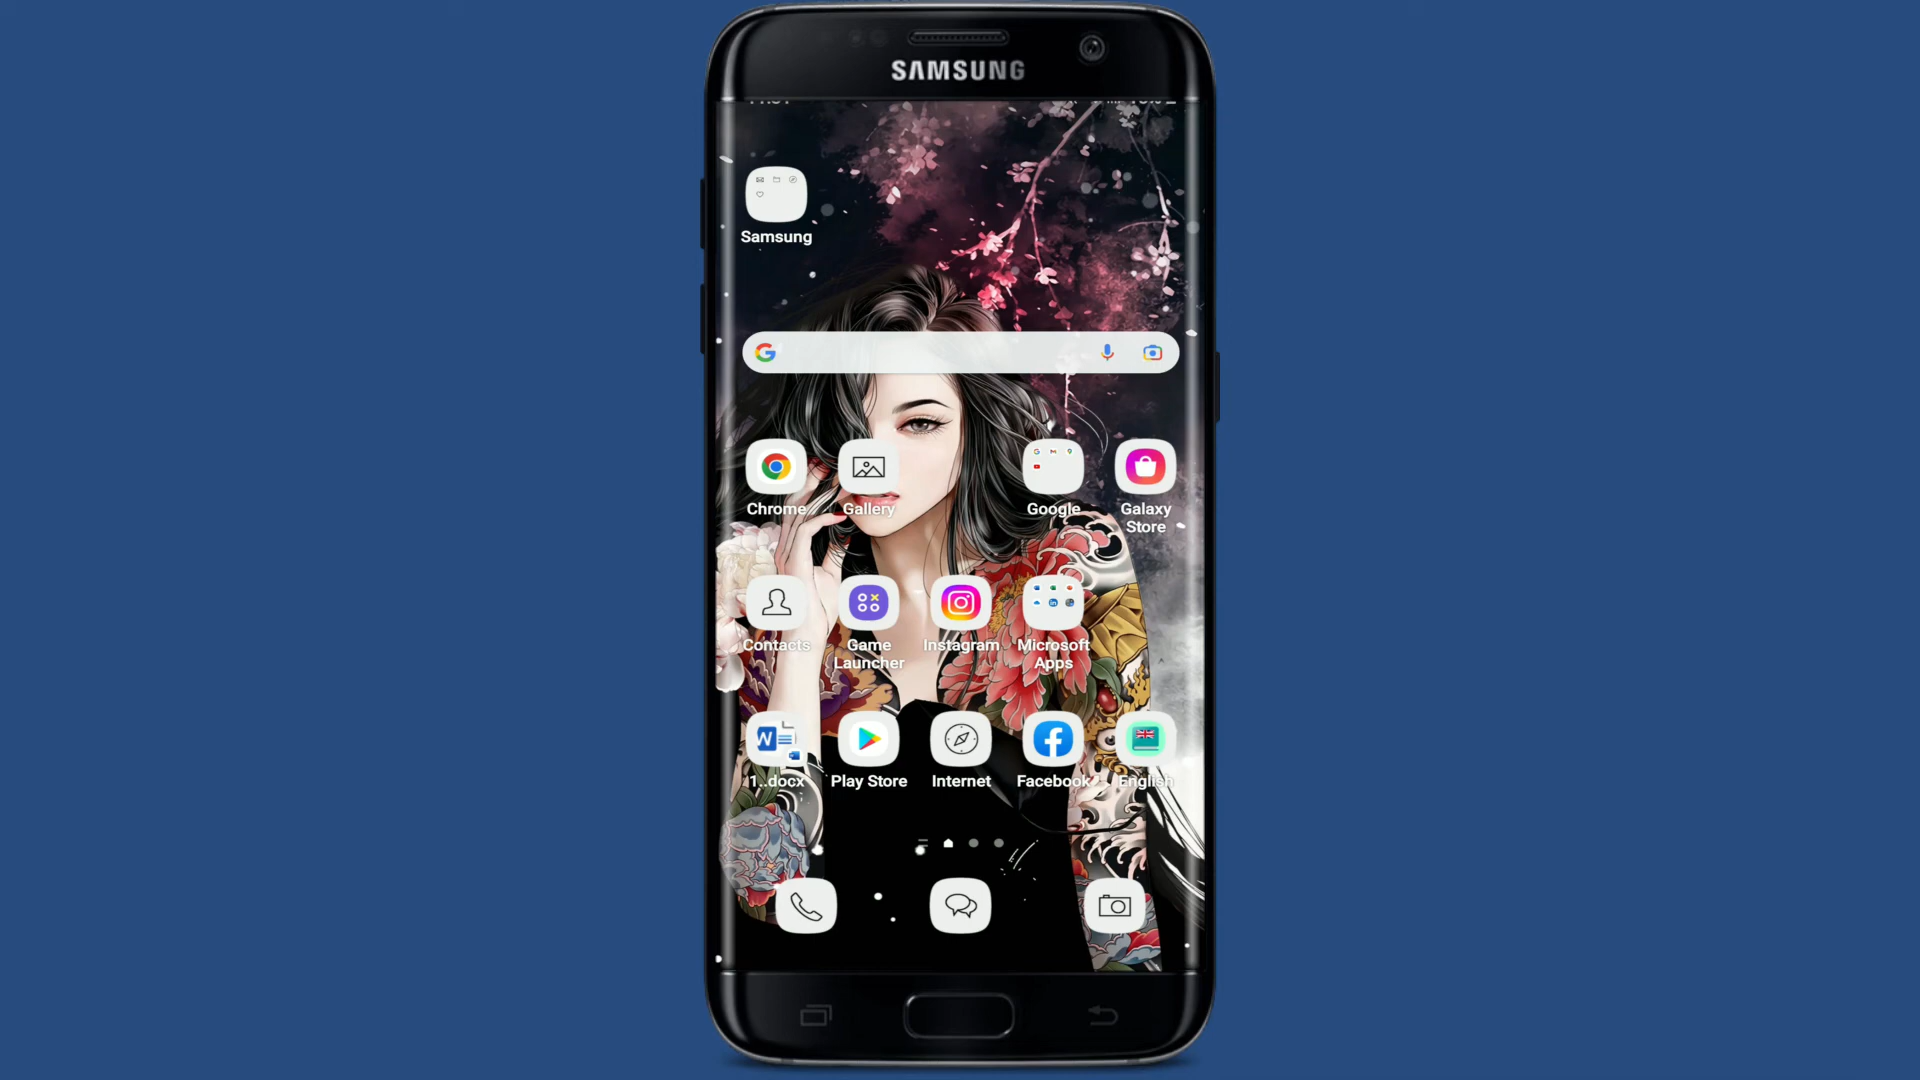 SAMSUNG
Samsung
Chrome
Gallery
Google
Galaxy
Store
Contacts
Game
Launcher
Instagram
Microsoft
Apps
1..docx
Play Store
Internet
Facebook
English